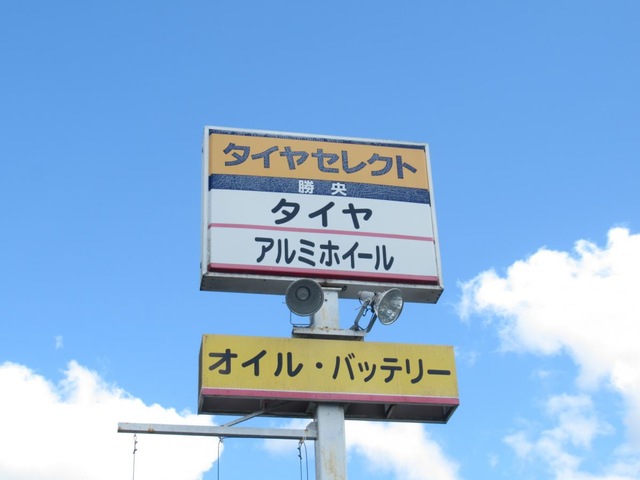 タイヤセレクト
勝央
タイヤ
アルミホイール
オイル・バッテリー